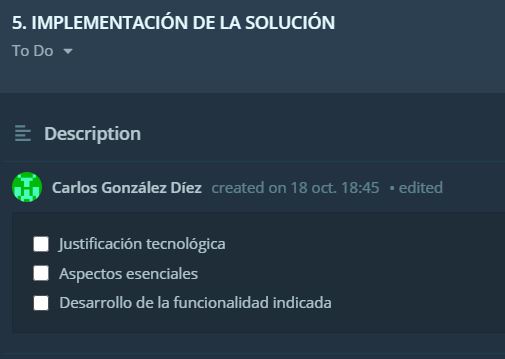 5. IMPLEMENTACIÓN DE LA SOLUCIÓN
To Do
Description
Carlos González Díez created on 18 oct. 18:45 • edited
Justificación tecnológica
Aspectos esenciales
Desarrollo de la funcionalidad indicada